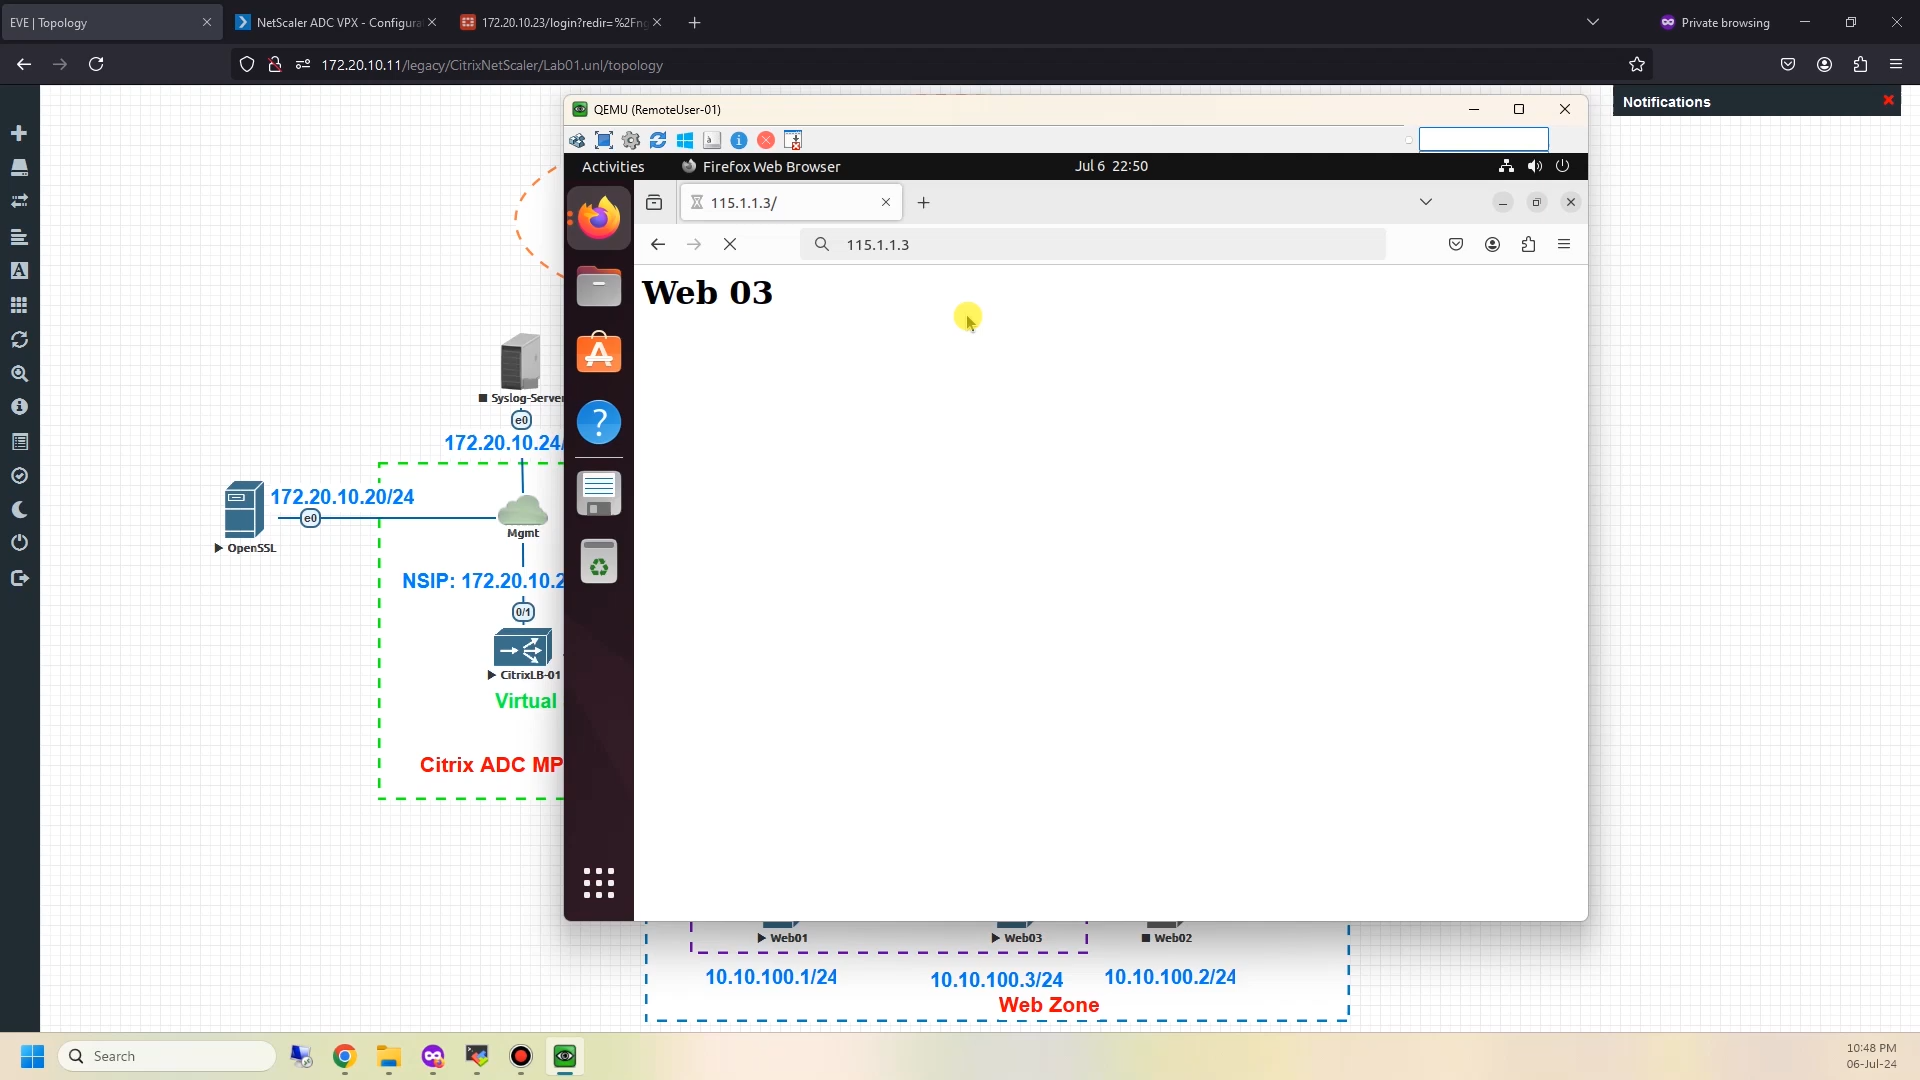 EVE | Topology
NetScaler ADC VPX - Configura
172.20.10.23/login?redir=%2Fn
Private browsing
172.20.10.11/legacy/CitrixNetScaler/Lab01.unl/topology
Notifications
QEMU (RemoteUser-01)
Activities
Firefox Web Browser
Jul 6 22:50
115.1.1.3/
115.1.1.3
Web 03
Syslog-Server
e0
172.20.10.24/
172.20.10.20/24
e0
OpenSSL
Mgmt
NSIP: 172.20.10.2
0/1
CitrixLB-01
Virtual
Citrix ADC MP
Web01
Web03
Web02
10.10.100.1/24
10.10.100.3/24
10.10.100.2/24
Web Zone
Search
10:48 PM
06-Jul-24